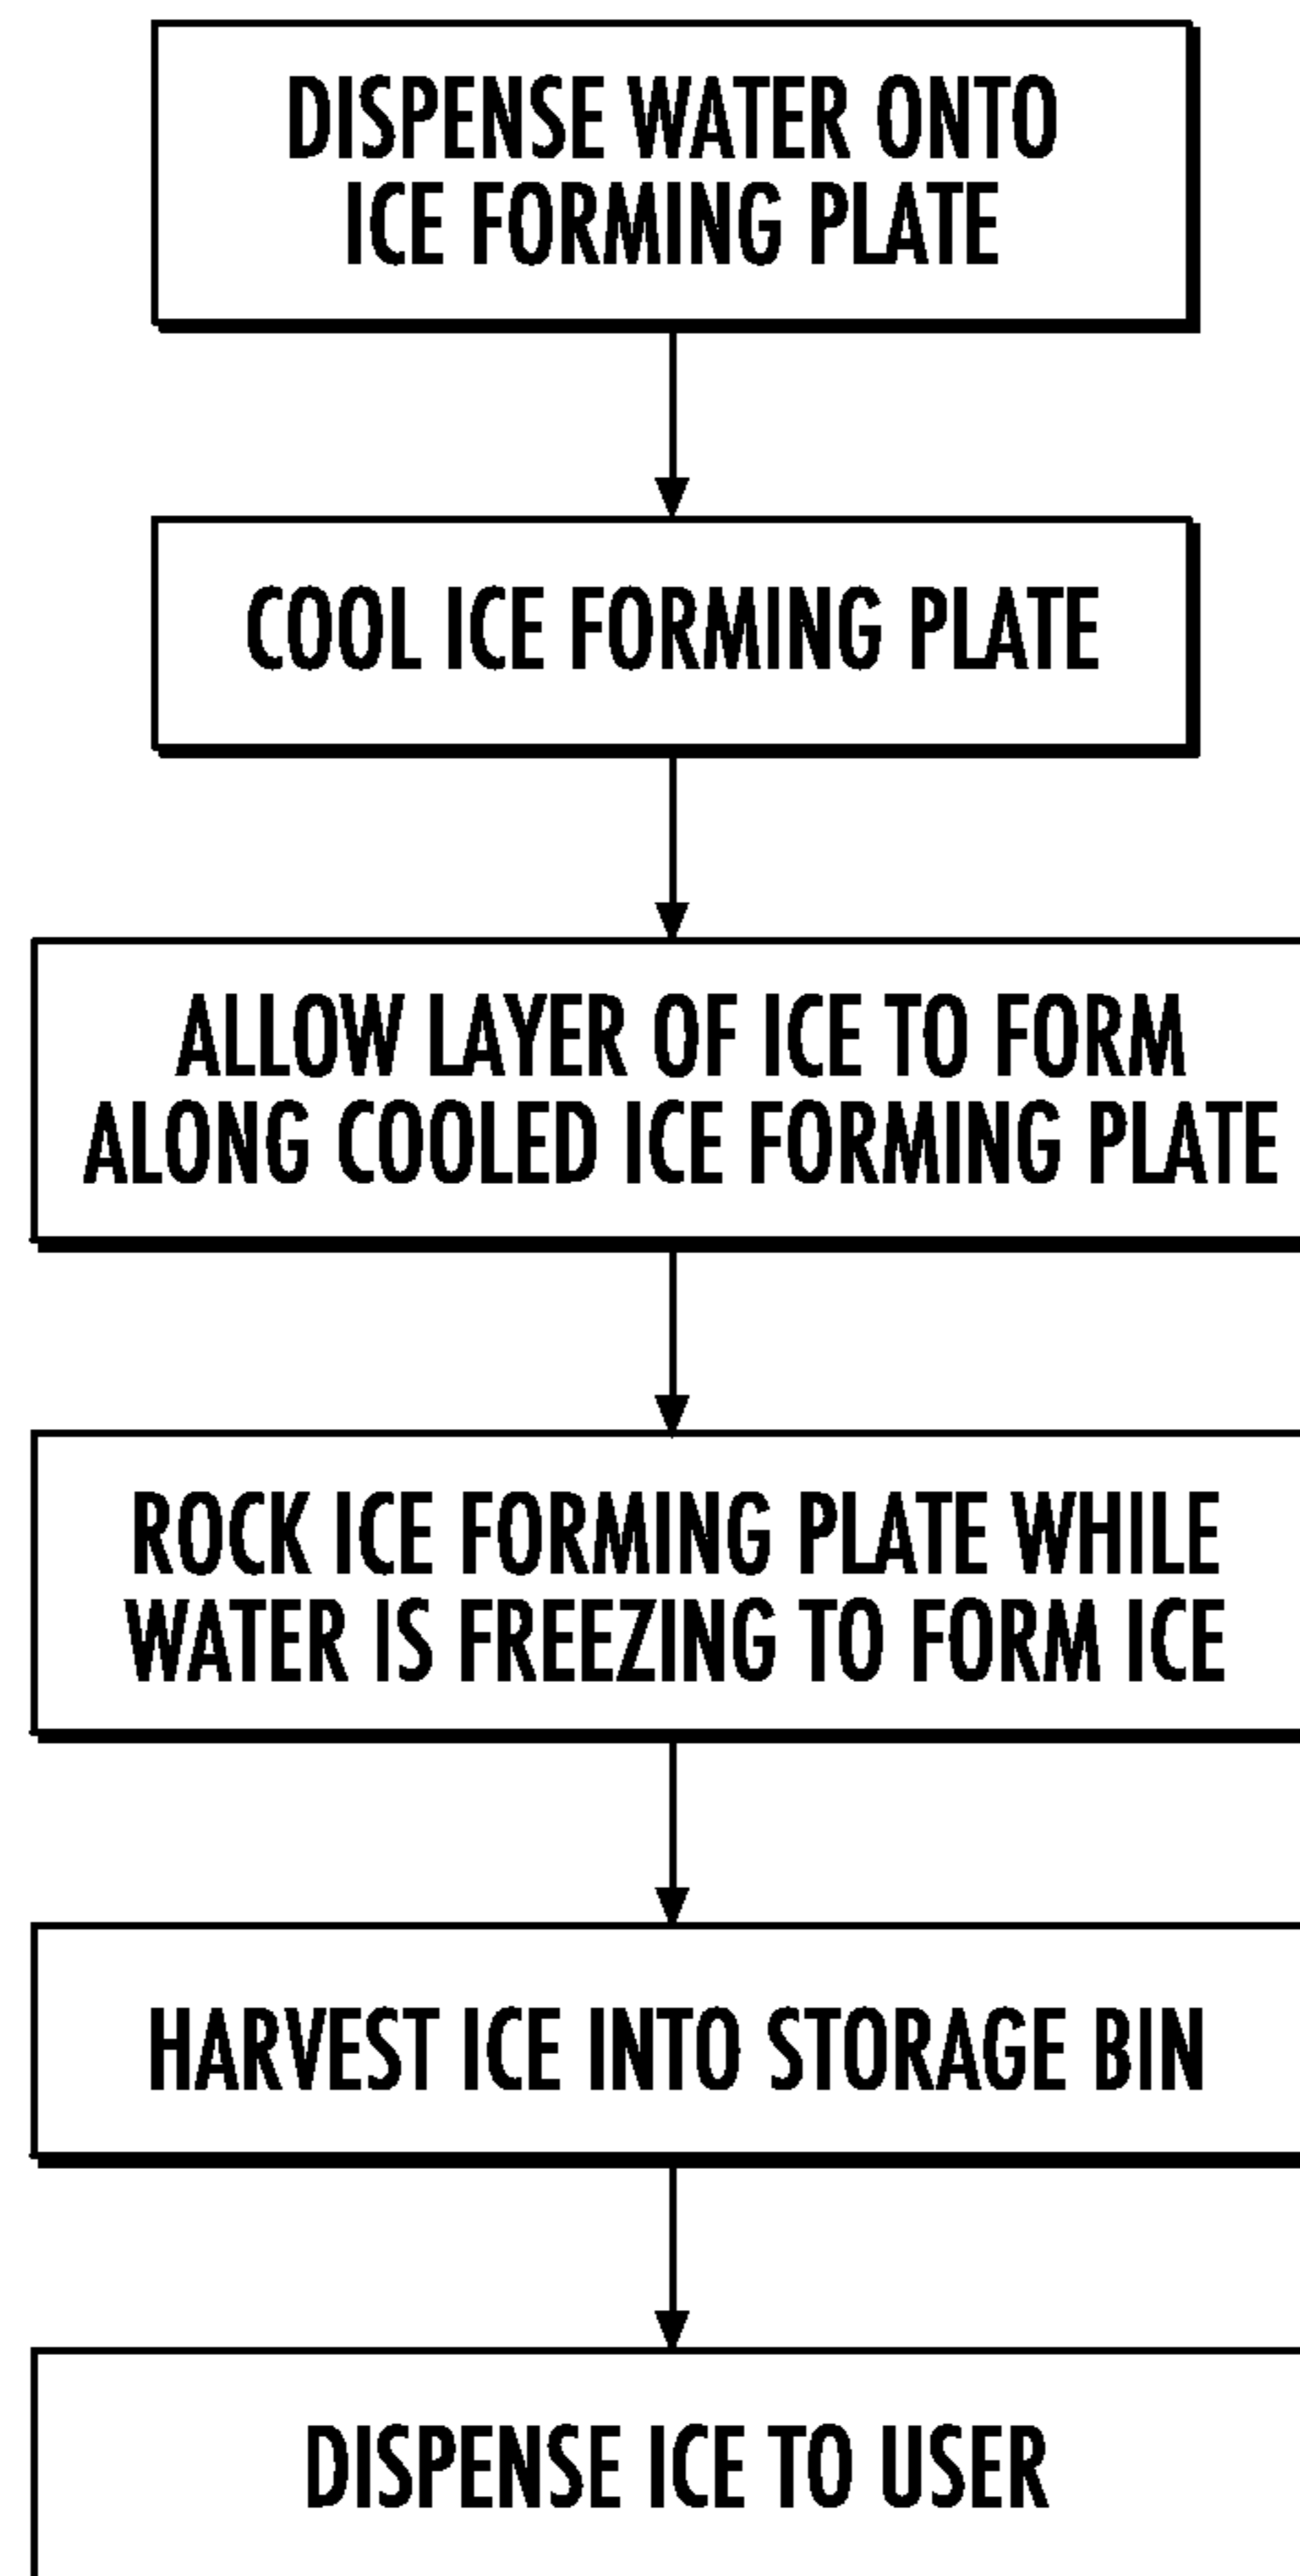 DISPENSE WATER ONTO
ICE FORMING PLATE
COOL ICE FORMING PLATE
ALLOW LAYER OF ICE TO FORM
ALONG COOLED ICE FORMING PLATE
ROCK ICE FORMING PLATE WHILE
WATER IS FREEZING TO FORM ICE
HARVEST ICE INTO STORAGE BIN
DISPENSE ICE TO USER